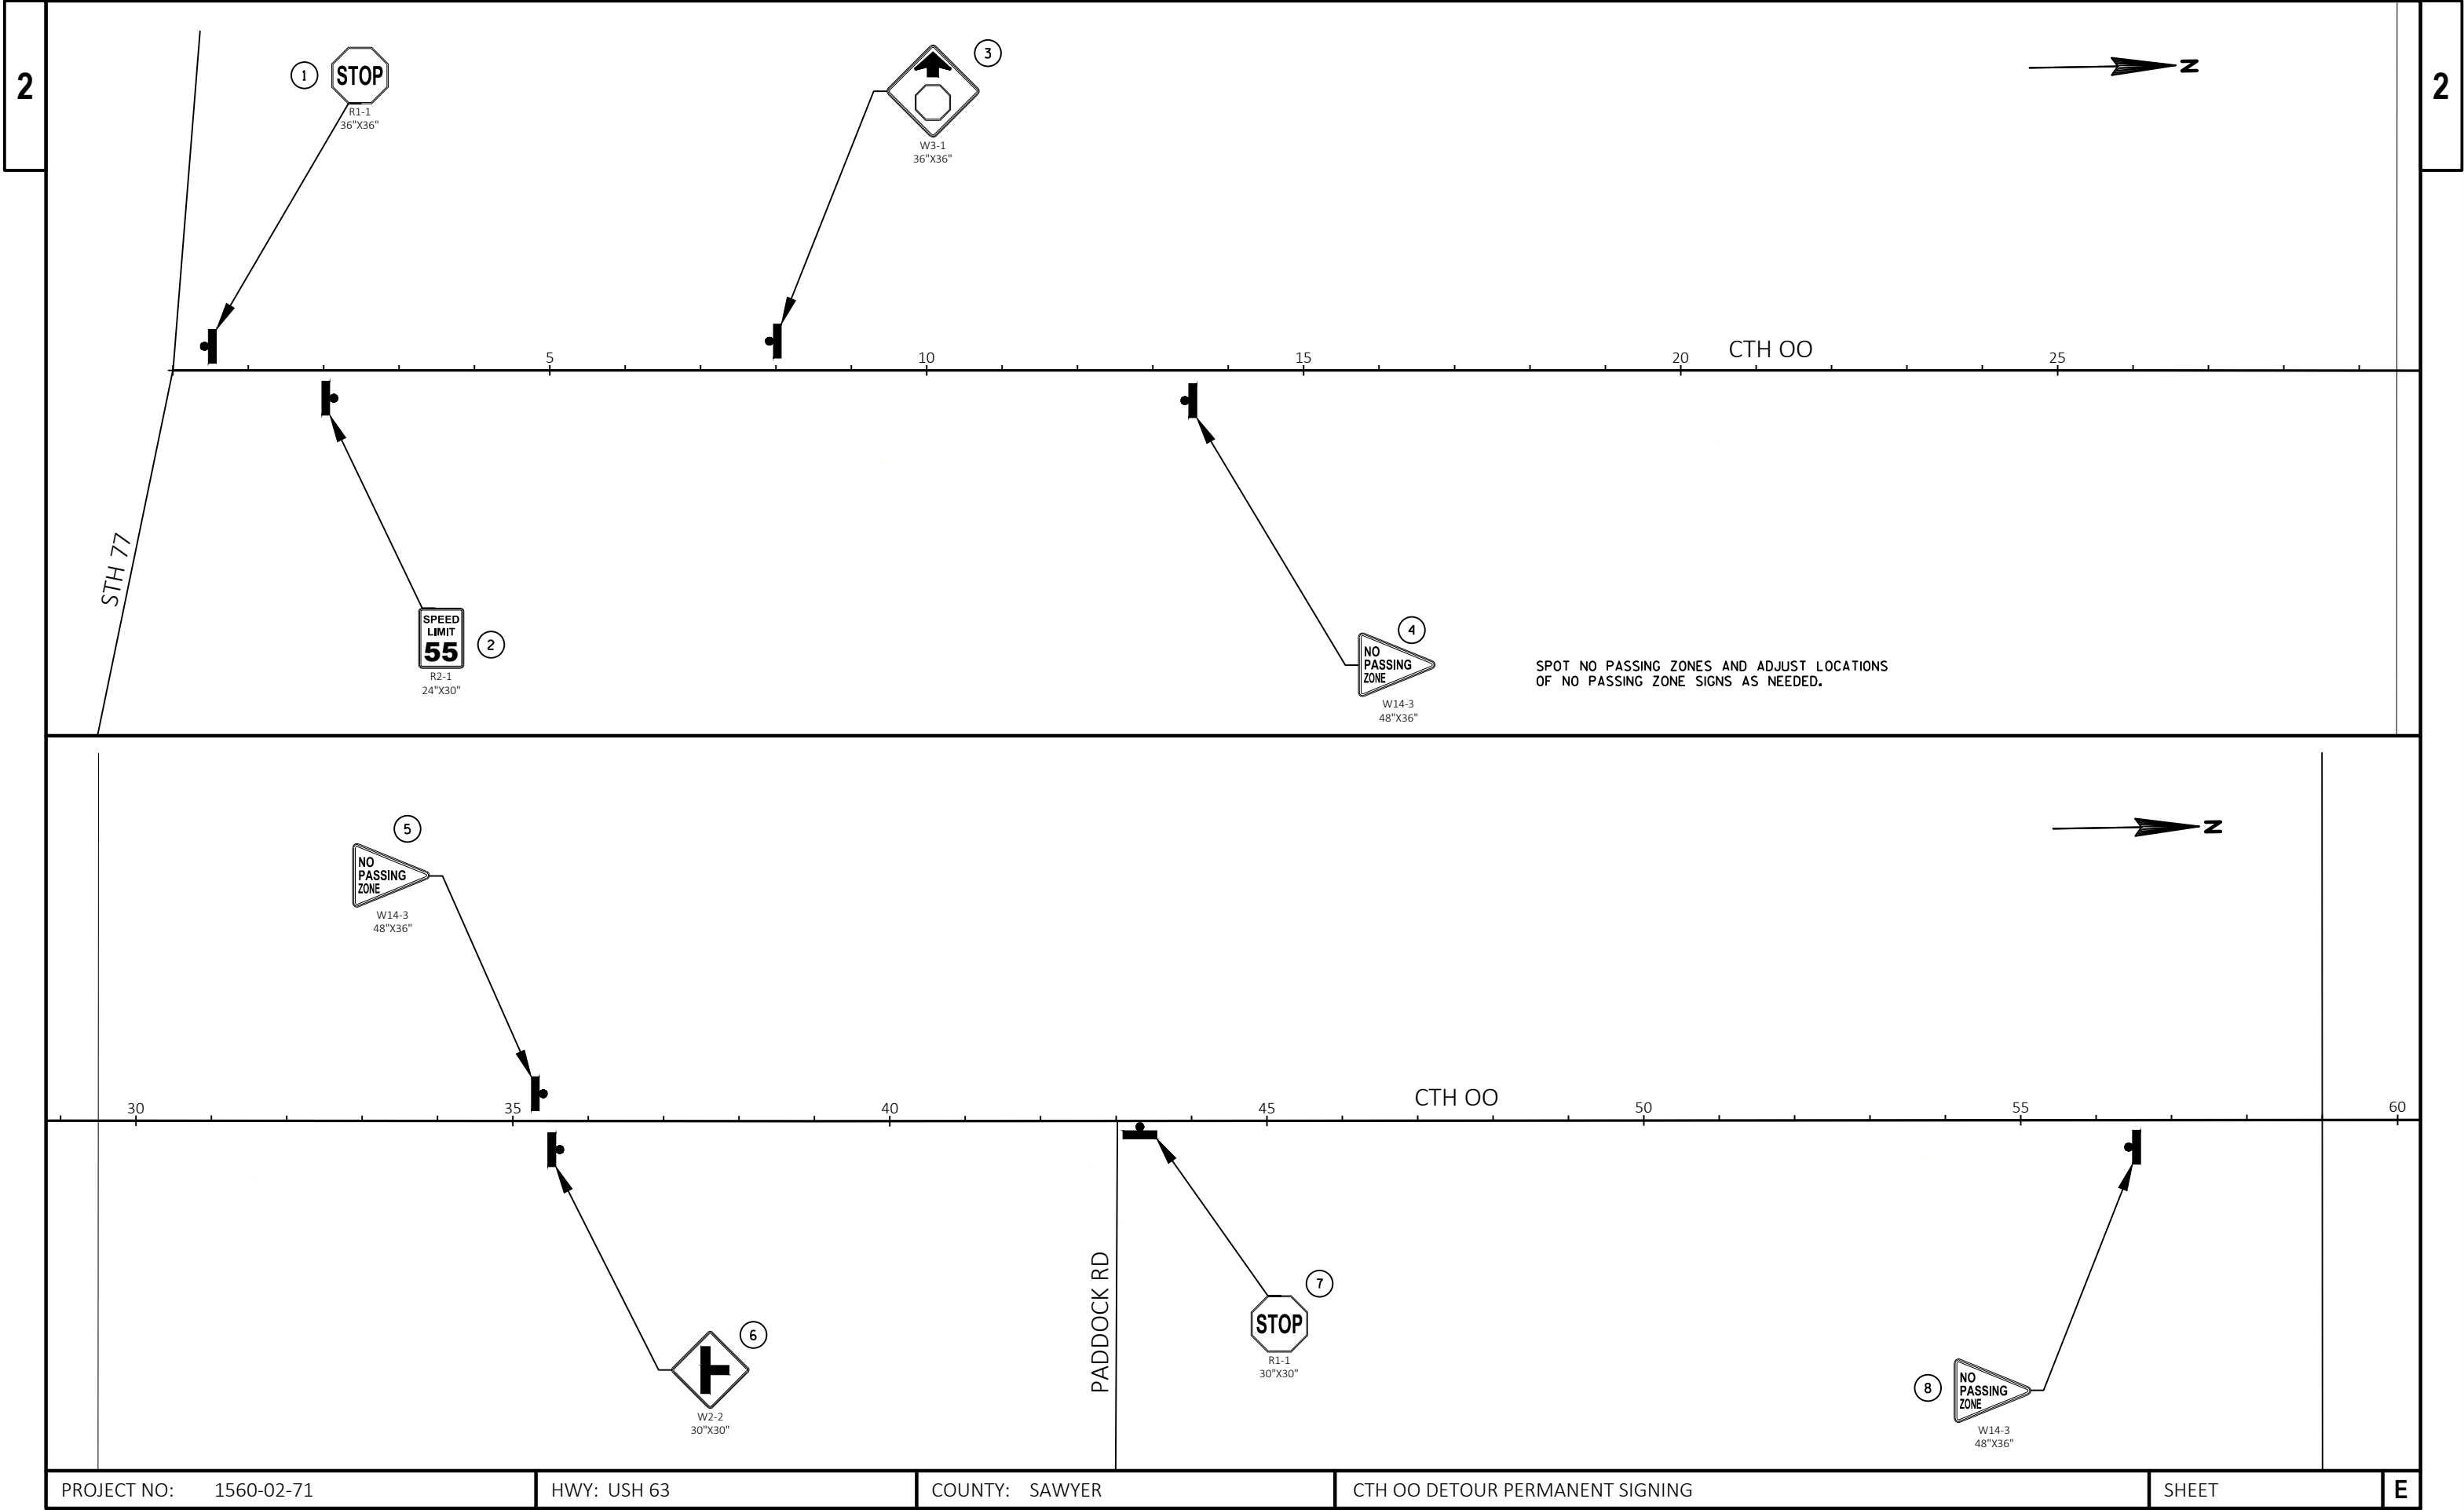 2
2
1
STOP
R1-1
36"X36"
3
W3-1
36"X36"
N
5
10
15
20
CTH OO
25
STH 77
SPEED
LIMIT
55
2
R2-1
24"X30"
4
NO
PASSING
ZONE
W14-3
48"X36"
SPOT NO PASSING ZONES AND ADJUST LOCATIONS
OF NO PASSING ZONE SIGNS AS NEEDED.
5
NO
PASSING
ZONE
W14-3
48"X36"
N
30
35
40
45
CTH OO
50
55
60
PADDOCK RD
6
W2-2
30"X30"
7
STOP
R1-1
30"X30"
8
NO
PASSING
ZONE
W14-3
48"X36"
PROJECT NO: 1560-02-71
HWY: USH 63
COUNTY: SAWYER
CTH OO DETOUR PERMANENT SIGNING
SHEET
E